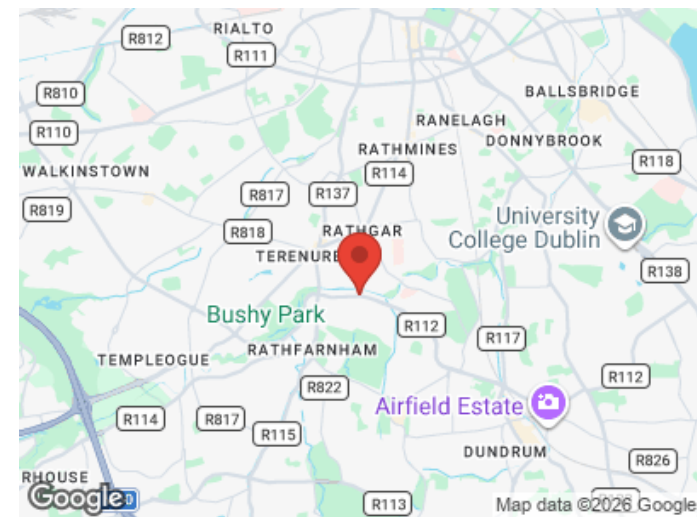 RIALTO
R812
R111
R810
BALLSBRIDGE
R110
RANELAGH
DONNYBROOK
RATHMINES
R118
WALKINSTOWN
R114
R817
R137
R819
University
College Dublin
R818
RATHGAR
TERENURE
R138
Bushy Park
R112
R117
RATHFARNHAM
TEMPLEOGUE
R822
R112
Airfield Estate
R114
R817
R115
DUNDRUM
R826
RHOUSE
Google
R113
Map data ©2026 Google